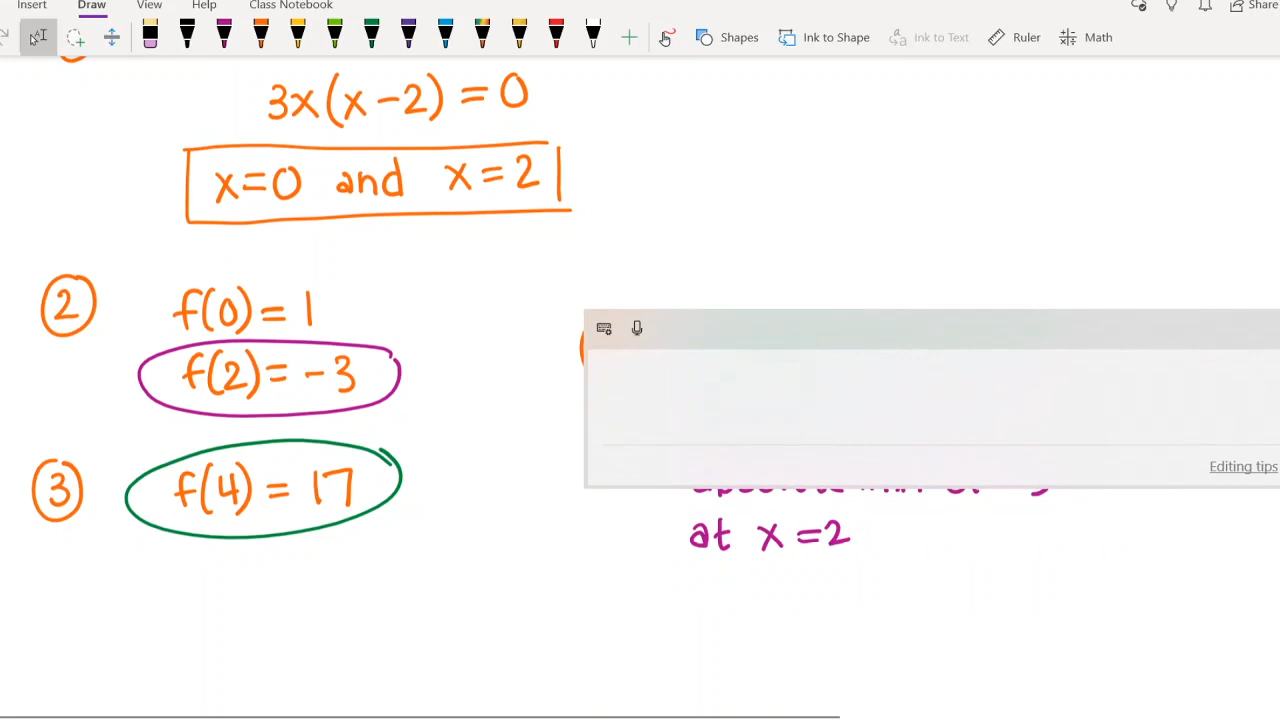 Insert Draw View Help Class Notebook Share
Shapes Ink to Shape Ink to Text Ruler Math
3x(x-2) = 0
x=0 and x=2
② f(0) = 1
f(2) = -3
③ f(4) = 17
Editing tips
at x=2